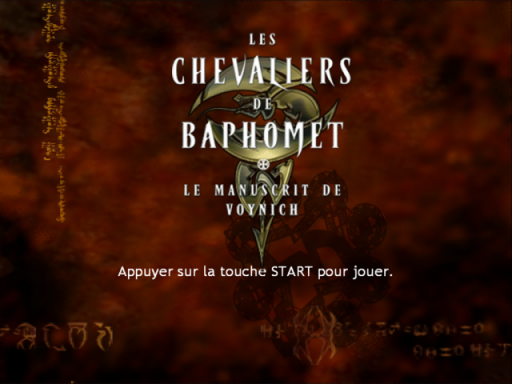 LES
CHEVALIERS
DE
BAPHOMET
LE MANUSCRIT DE
VOYNICH
Appuyer sur la touche START pour jouer.